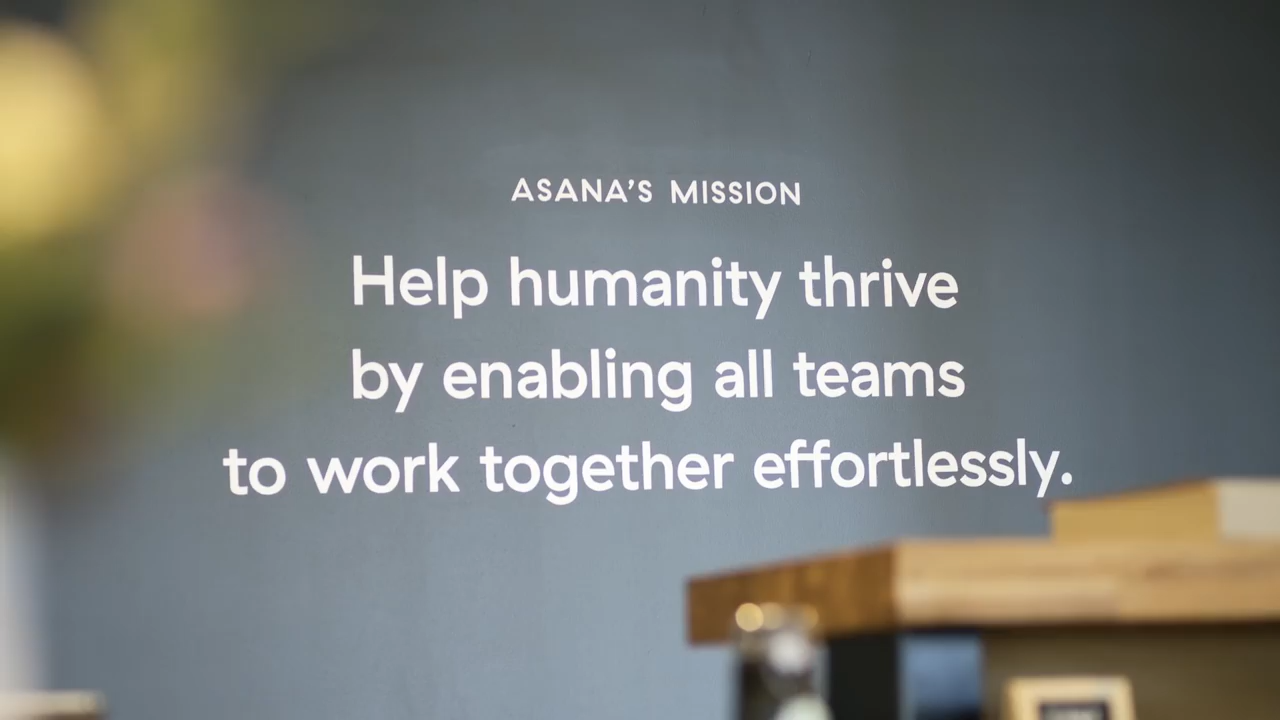 ASANA'S MISSION
Help humanity thrive
by enabling all teams
to work together effortlessly.